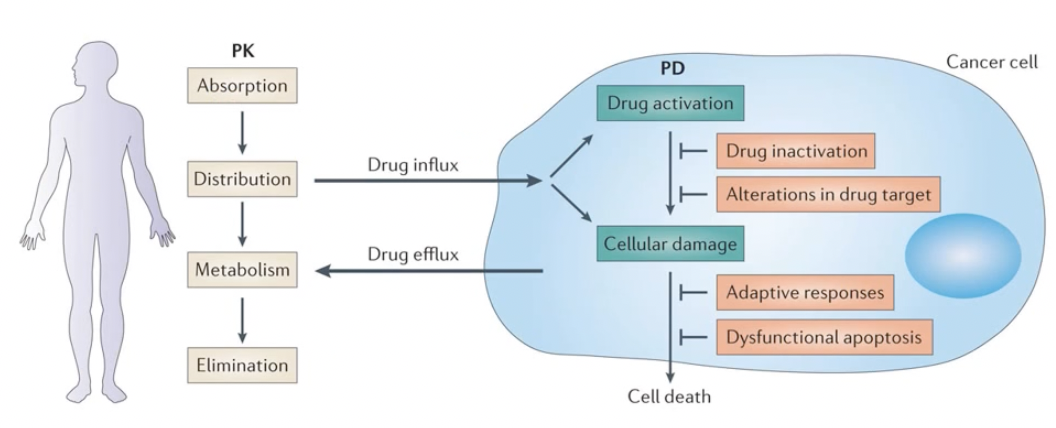 PK
Absorption
Distribution
Metabolism
Elimination
Drug influx
Drug efflux
Cancer cell
PD
Drug activation
Drug inactivation
Alterations in drug target
Cellular damage
Adaptive responses
Dysfunctional apoptosis
Cell death